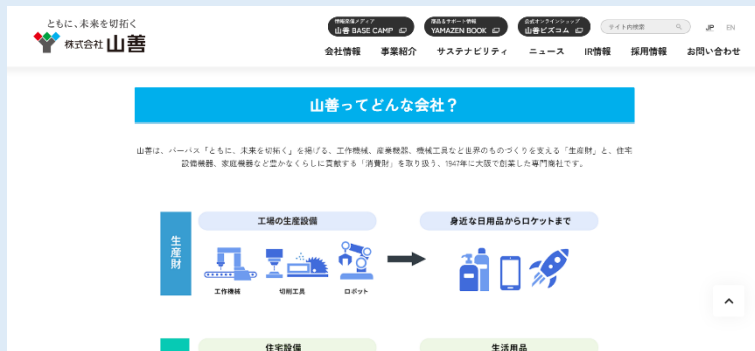 ともに、未来を切拓く
株式会社 山善
情報発信メディア
山善 BASE CAMP
商品&サポート情報
YAMAZEN BOOK
公式オンラインショップ
山善ビズコム
サイト内検索
JP EN
会社情報 事業紹介 サステナビリティ ニュース IR情報 採用情報 お問い合わせ
山善ってどんな会社？
山善は、パーパス「ともに、未来を切拓く」を掲げる、工作機械、産業機器、機械工具など世界のものづくりを支える「生産財」と、住宅
設備機器、家庭機器など豊かなくらしに貢献する「消費財」を取り扱う、1947年に大阪で創業した専門商社です。
生産財
工場の生産設備
身近な日用品からロケットまで
工作機械
切削工具
ロボット
住宅設備
生活用品